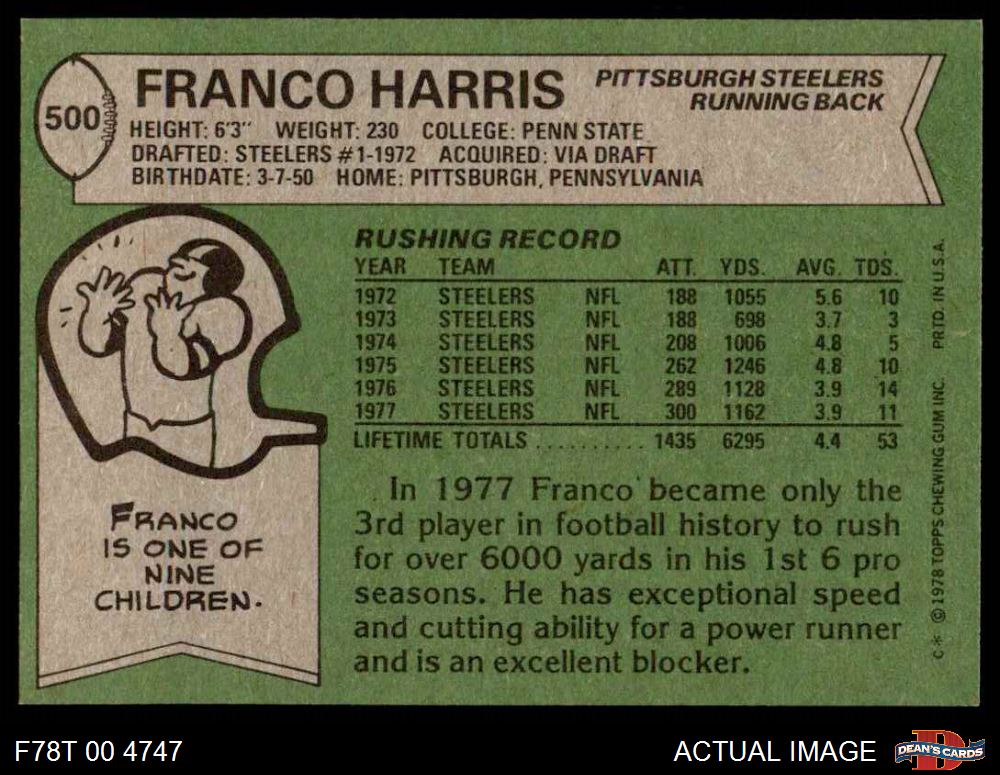 500
FRANCO HARRIS
PITTSBURGH STEELERS
RUNNING BACK
HEIGHT: 6'3" WEIGHT: 230 COLLEGE: PENN STATE
DRAFTED: STEELERS #1-1972 ACQUIRED: VIA DRAFT
BIRTHDATE: 3-7-50 HOME: PITTSBURGH, PENNSYLVANIA
RUSHING RECORD
YEAR TEAM ATT. YDS. AVG. TDS.
1972 STEELERS NFL 188 1055 5.6 10
1973 STEELERS NFL 188 698 3.7 3
1974 STEELERS NFL 208 1006 4.8 5
1975 STEELERS NFL 262 1246 4.8 10
1976 STEELERS NFL 289 1128 3.9 14
1977 STEELERS NFL 300 1162 3.9 11
LIFETIME TOTALS .......... 1435 6295 4.4 53
In 1977 Franco became only the
3rd player in football history to rush
for over 6000 yards in his 1st 6 pro
seasons. He has exceptional speed
and cutting ability for a power runner
and is an excellent blocker.
FRANCO
IS ONE OF
NINE
CHILDREN.
C* © 1978 TOPPS CHEWING GUM INC. PRTD. IN U.S.A.
F78T 00 4747
ACTUAL IMAGE
DEAN'S CARDS